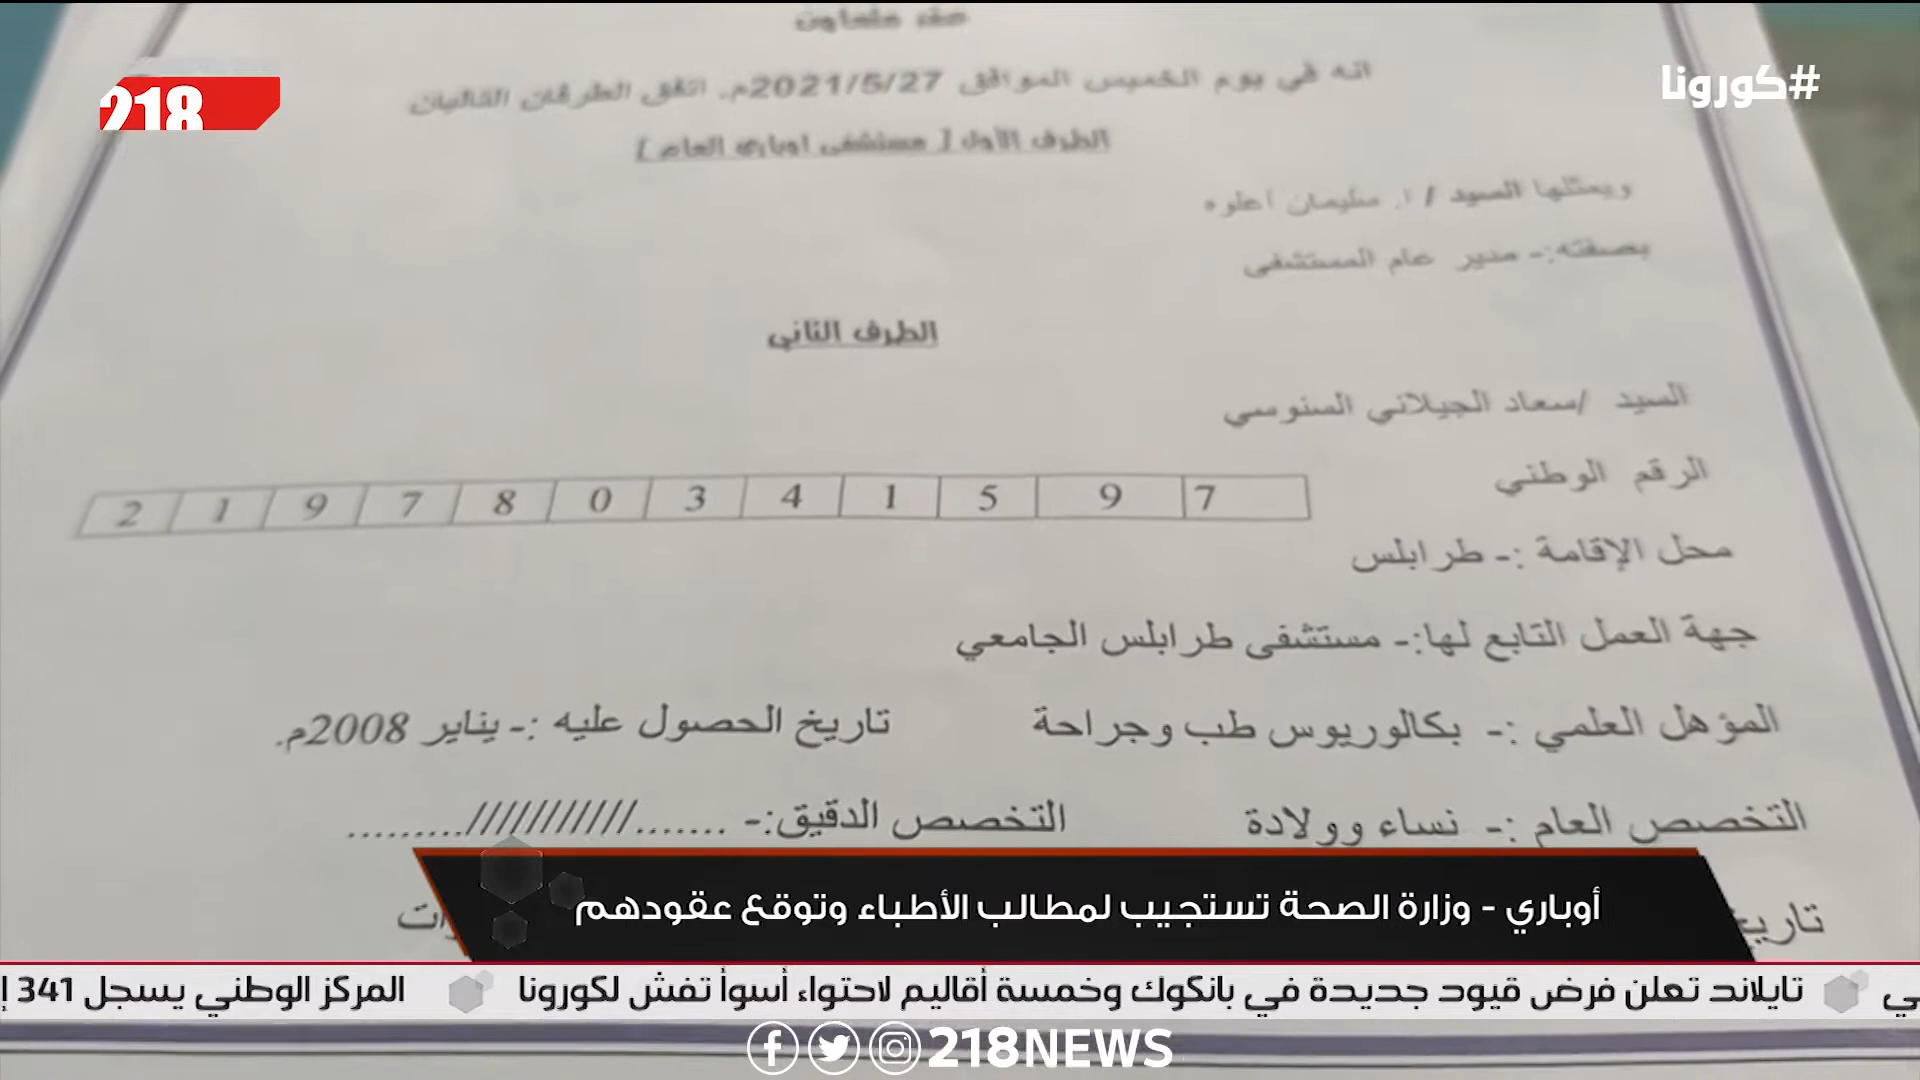 عقد متعاون
218
#كورونا
انه في يوم الخميس الموافق 2021/5/27م. اتفق الطرفان التاليان
الطرف الأول [ مستشفى اوباري العام ]
ويمثلها السيد / ا. سليمان اعلوه
بصفته:- مدير عام المستشفى
الطرف الثاني
السيد /سعاد الجيلاني السنوسي
الرقم الوطني
2 1 9 7 8 0 3 4 1 5 9 7
محل الإقامة :- طرابلس
جهة العمل التابع لها:- مستشفى طرابلس الجامعي
المؤهل العلمي :- بكالوريوس طب وجراحة تاريخ الحصول عليه :- يناير 2008م.
التخصص العام :- نساء وولادة التخصص الدقيق:- .......///////////.........
أوباري - وزارة الصحة تستجيب لمطالب الأطباء وتوقع عقودهم
تايلاند تعلن فرض قيود جديدة في بانكوك وخمسة أقاليم لاحتواء أسوأ تفش لكورونا المركز الوطني يسجل 341
218NEWS